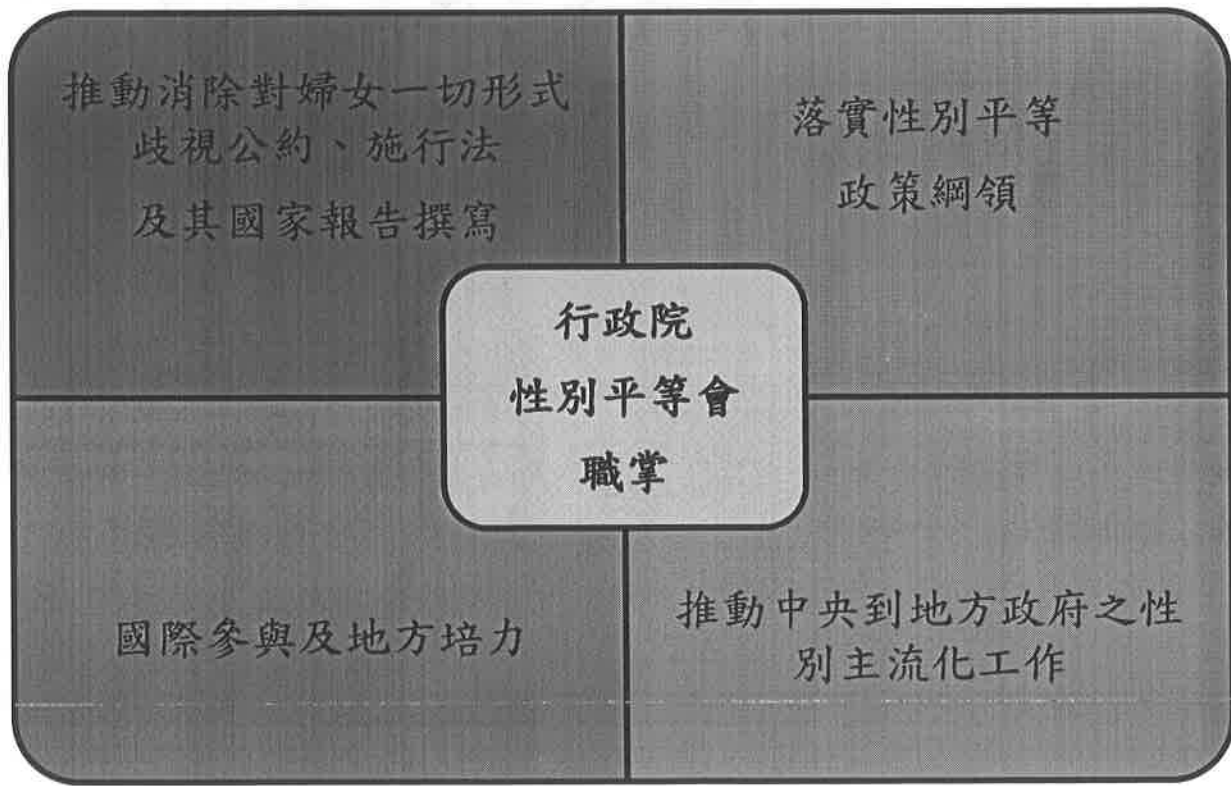 推動消除對婦女一切形式
歧視公約、施行法
及其國家報告撰寫
落實性別平等
政策綱領
行政院
性別平等會
職掌
國際參與及地方培力
推動中央到地方政府之性
別主流化工作